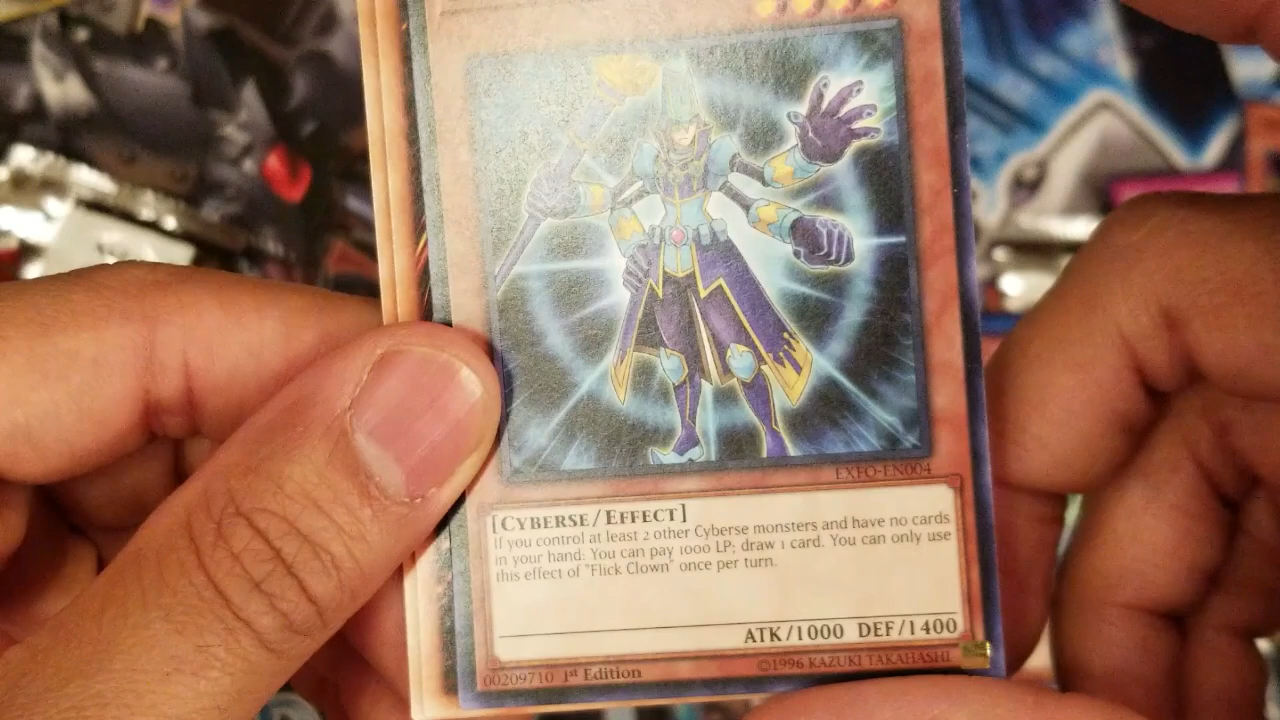 EXFO-EN004
[CYBERSE/EFFECT]
If you control at least 2 other Cyberse monsters and have no cards
in your hand: You can pay 1000 LP; draw 1 card. You can only use
this effect of "Flick Clown" once per turn.
ATK/1000 DEF/1400
00209710 1st Edition ©1996 KAZUKI TAKAHASHI